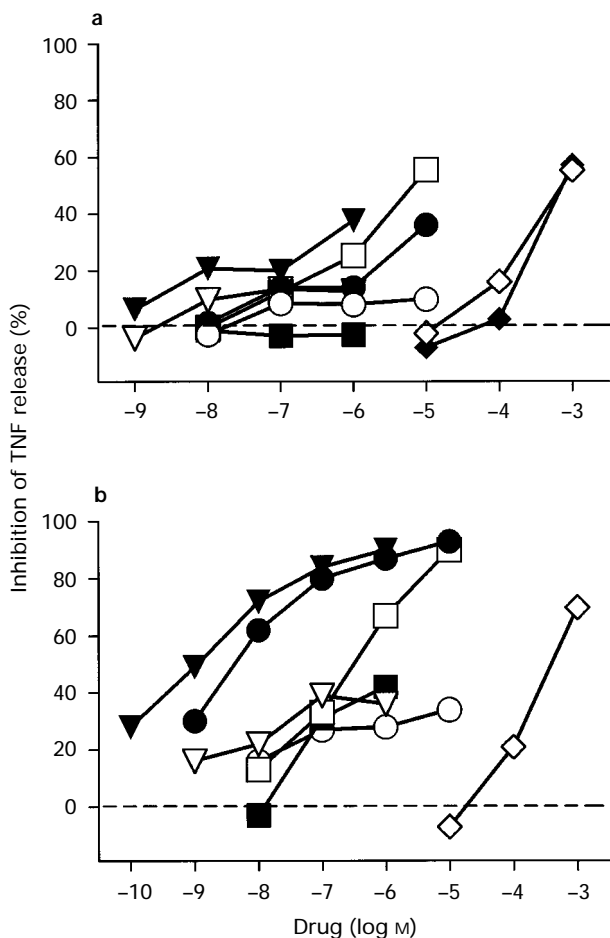 a
100
80
60
40
20
0
–9 –8 –7 –6 –5 –4 –3
Inhibition of TNF release (%)
b
100
80
60
40
20
0
–10 –9 –8 –7 –6 –5 –4 –3
Drug (log M)